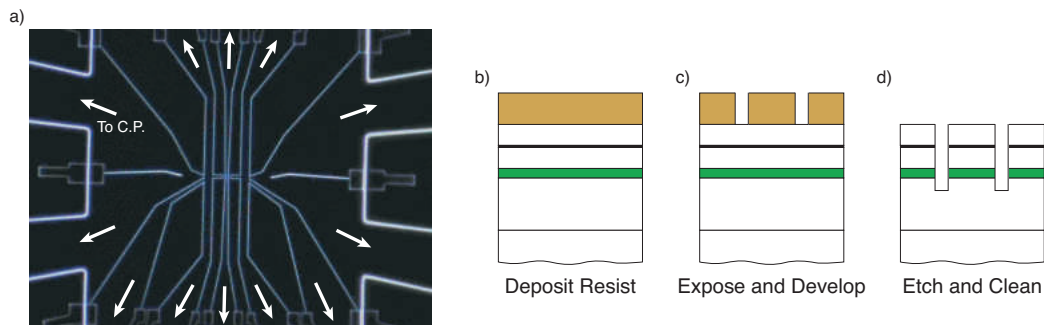 a)
To C.P.
b)
Deposit Resist
c)
Expose and Develop
d)
Etch and Clean